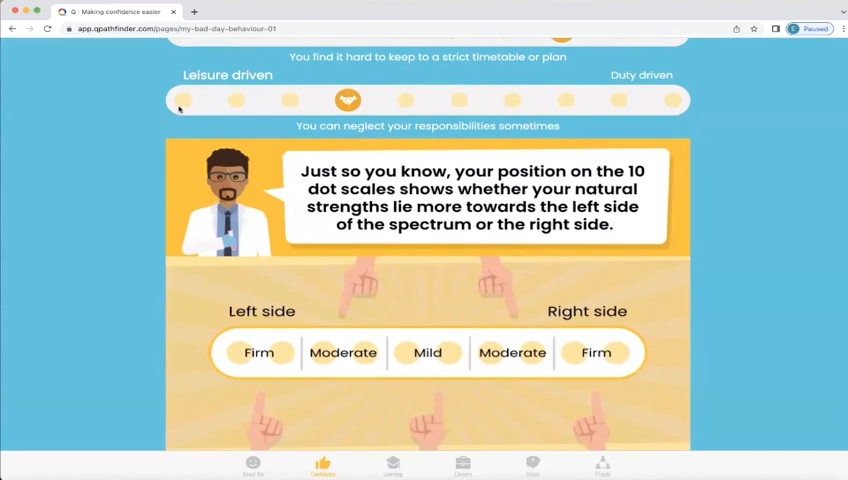 Q - Making confidence easier
app.qpathfinder.com/pages/my-bad-day-behaviour-01
E
Paused
You find it hard to keep to a strict timetable or plan
Leisure driven
Duty driven
You can neglect your responsibilities sometimes
Just so you know, your position on the 10
dot scales shows whether your natural
strengths lie more towards the left side
of the spectrum or the right side.
Left side
Right side
Firm
Moderate
Mild
Moderate
Firm
About Me
Confidence
Learning
Careers
Stress
People